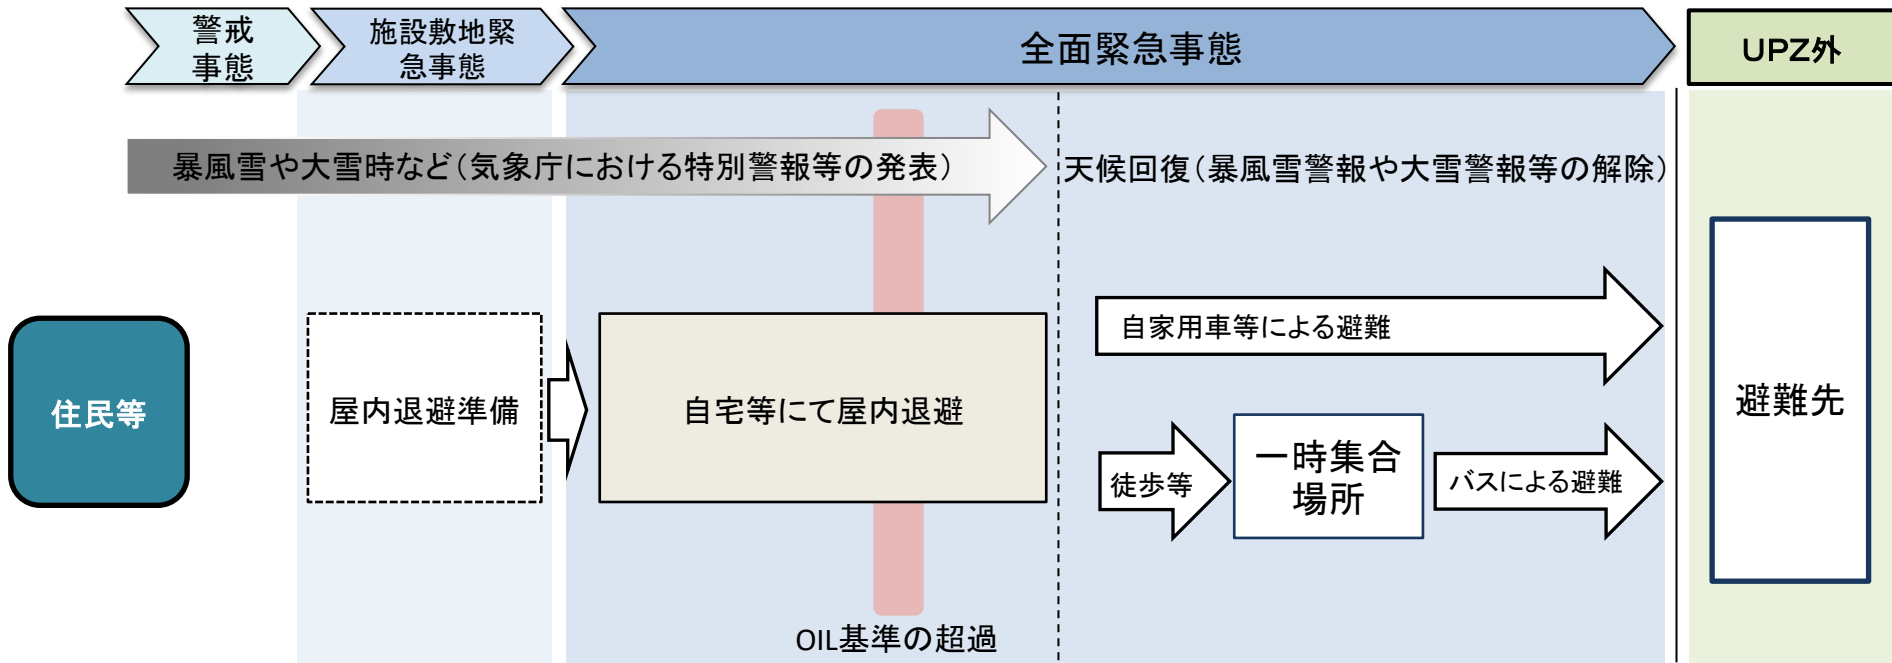 警戒
事態
施設敷地緊
急事態
全面緊急事態
UPZ外
暴風雪や大雪時など（気象庁における特別警報等の発表）
天候回復（暴風雪警報や大雪警報等の解除）
住民等
屋内退避準備
自宅等にて屋内退避
自家用車等による避難
徒歩等
一時集合
場所
バスによる避難
避難先
OIL基準の超過